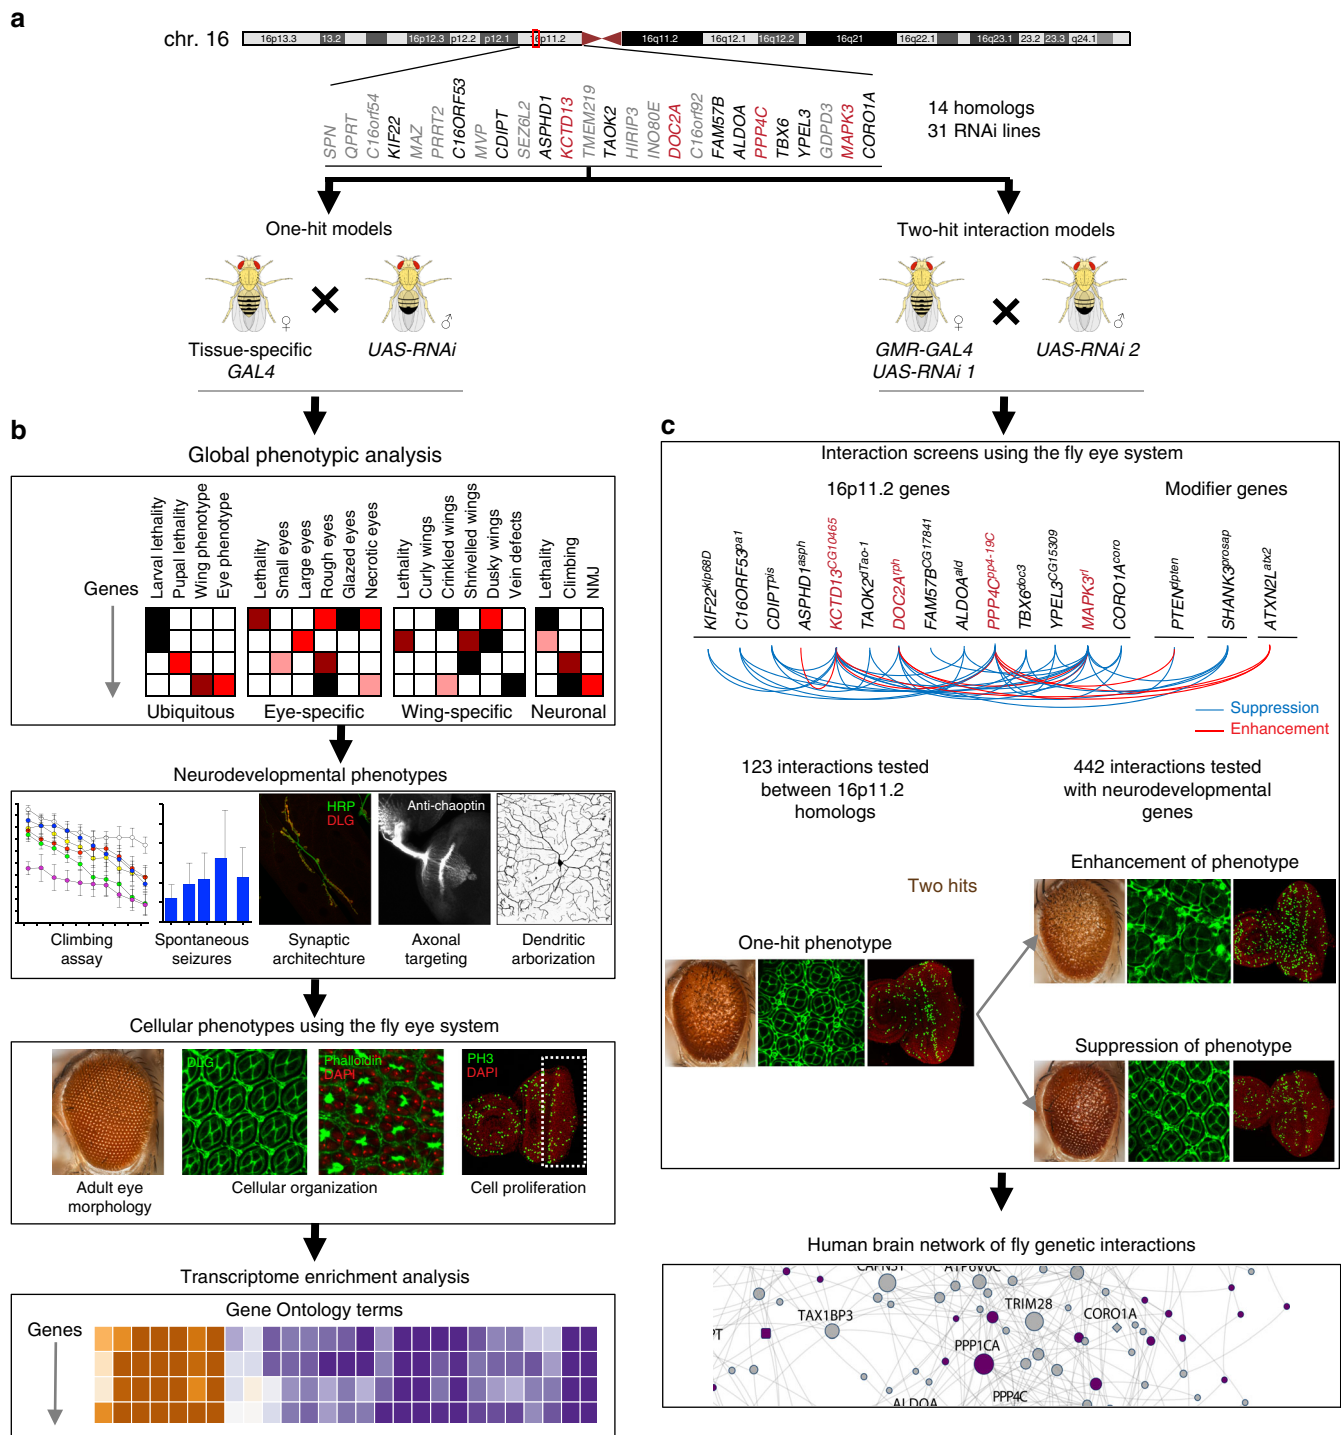 a
chr. 16
16p13.3
13.2
16p12.3
p12.2
p12.1
16p11.2
16q11.2
16q12.1
16q12.2
16q21
16q22.1
16q23.1
23.2
23.3
q24.1
SPN
QPRT
C16orf54
KIF22
MAZ
PRRT2
C16ORF53
MVP
CDIPT
SEZ6L2
ASPHD1
KCTD13
TMEM219
TAOK2
HIRIP3
INO80E
DOC2A
C16orf92
FAM57B
ALDOA
PPP4C
TBX6
YPEL3
GDPD3
MAPK3
CORO1A
14 homologs
31 RNAi lines
One-hit models
♀
♂
Tissue-specific
GAL4
UAS-RNAi
Two-hit interaction models
♀
♂
GMR-GAL4
UAS-RNAi 1
UAS-RNAi 2
b
Global phenotypic analysis
Genes
Larval lethality
Pupal lethality
Wing phenotype
Eye phenotype
Lethality
Small eyes
Large eyes
Rough eyes
Glazed eyes
Necrotic eyes
Lethality
Curly wings
Crinkled wings
Shrivelled wings
Dusky wings
Vein defects
Lethality
Climbing
NMJ
Ubiquitous
Eye-specific
Wing-specific
Neuronal
Neurodevelopmental phenotypes
HRP
DLG
Anti-chaoptin
Climbing
assay
Spontaneous
seizures
Synaptic
architechture
Axonal
targeting
Dendritic
arborization
Cellular phenotypes using the fly eye system
DLG
Phalloidin
DAPI
PH3
DAPI
Adult eye
morphology
Cellular organization
Cell proliferation
Transcriptome enrichment analysis
Gene Ontology terms
Genes
c
Interaction screens using the fly eye system
16p11.2 genes
Modifier genes
KIF22klp68D
C16ORF53pa1
CDIPTpis
ASPHD1asph
KCTD13CG10465
TAOK2dTao-1
DOC2Arph
FAM57BCG17841
ALDOAald
PPP4Cpp4-19C
TBX6doc3
YPEL3CG15309
MAPK3rl
CORO1Acoro
PTENdpten
SHANK3prosap
ATXN2Latx2
Suppression
Enhancement
123 interactions tested
between 16p11.2
homologs
442 interactions tested
with neurodevelopmental
genes
Two hits
Enhancement of phenotype
One-hit phenotype
Suppression of phenotype
Human brain network of fly genetic interactions
CAPNS1
ATP6V0C
TAX1BP3
TRIM28
CORO1A
PPP1CA
PPP4C
ALDOA